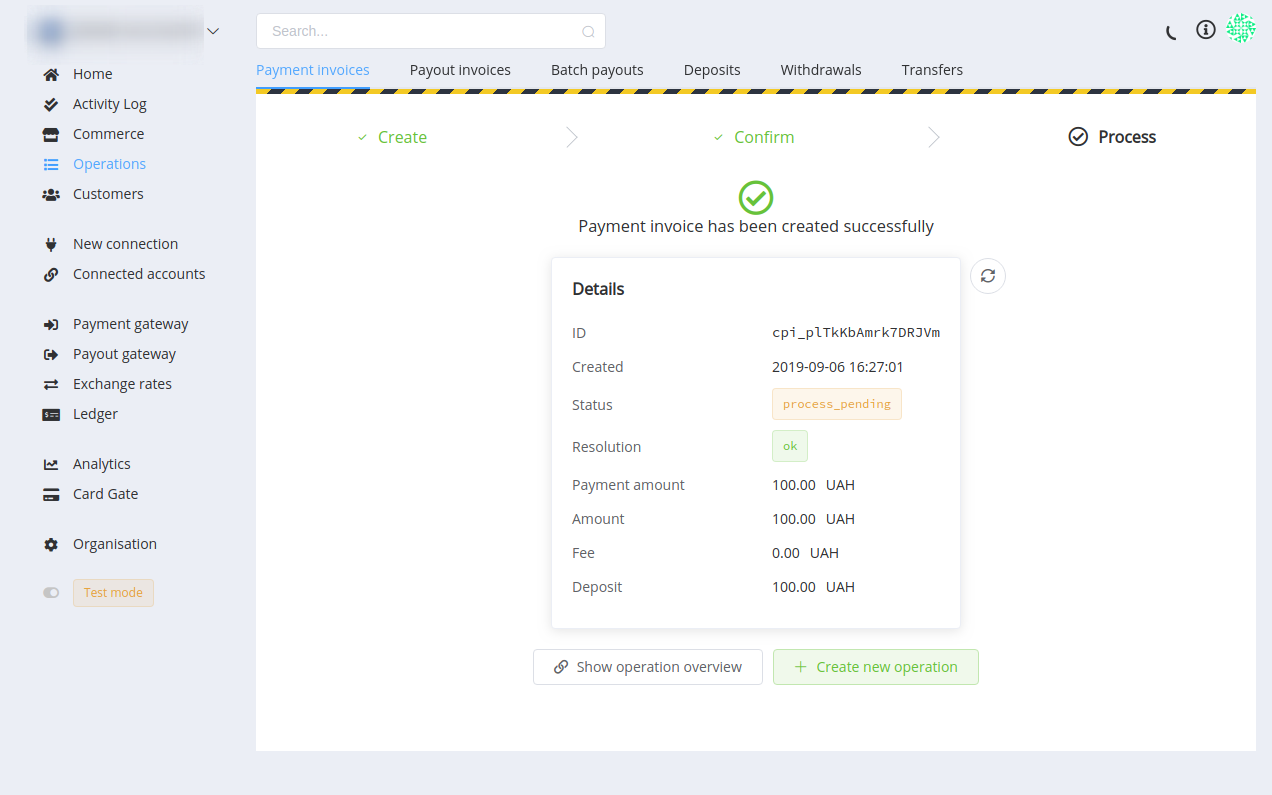 Search...
Home
Activity Log
Commerce
Operations
Customers
New connection
Connected accounts
Payment gateway
Payout gateway
Exchange rates
Ledger
Analytics
Card Gate
Organisation
Test mode
Payment invoices Payout invoices Batch payouts Deposits Withdrawals Transfers
Create Confirm Process
Payment invoice has been created successfully
Details
ID cpi_plTkKbAmrk7DRJVm
Created 2019-09-06 16:27:01
Status process_pending
Resolution ok
Payment amount 100.00 UAH
Amount 100.00 UAH
Fee 0.00 UAH
Deposit 100.00 UAH
Show operation overview Create new operation